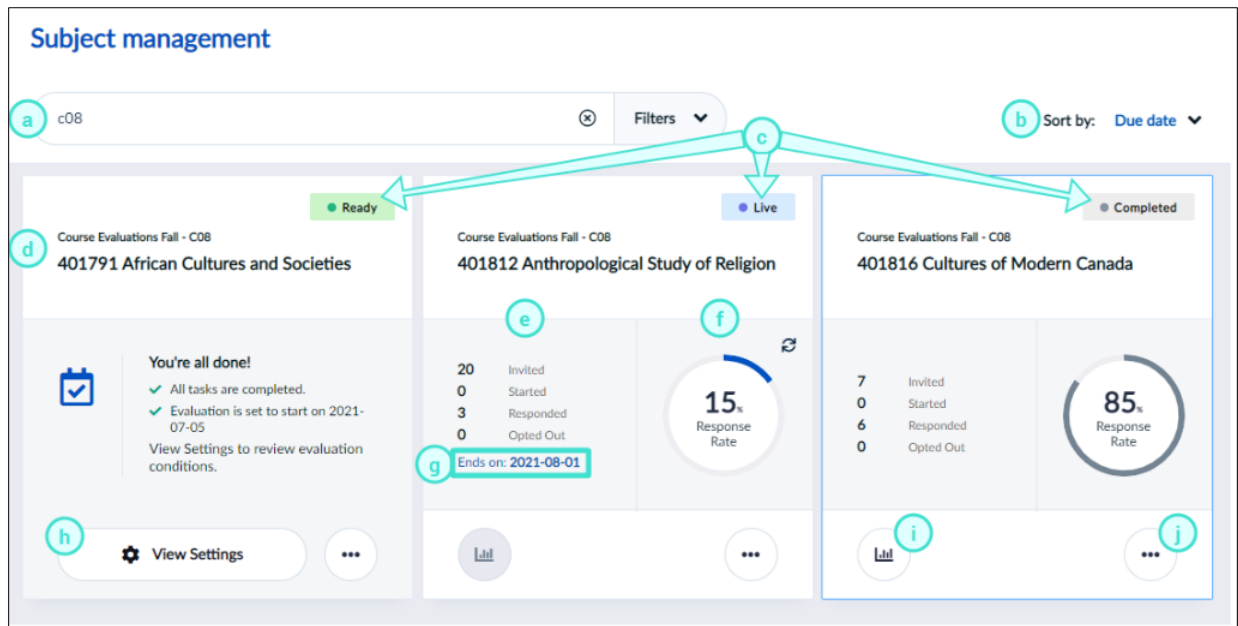 Subject management
a c08 Filters b Sort by: Due date
c
Ready Live Completed
d Course Evaluations Fall - C08
401791 African Cultures and Societies
Course Evaluations Fall - C08
401812 Anthropological Study of Religion
Course Evaluations Fall - C08
401816 Cultures of Modern Canada
You're all done!
All tasks are completed.
Evaluation is set to start on 2021-
07-05
View Settings to review evaluation
conditions.
e
20 Invited
0 Started
3 Responded
0 Opted Out
g Ends on: 2021-08-01
f
15%
Response
Rate
7 Invited
0 Started
6 Responded
0 Opted Out
85%
Response
Rate
h View Settings •••
•••
i
j •••